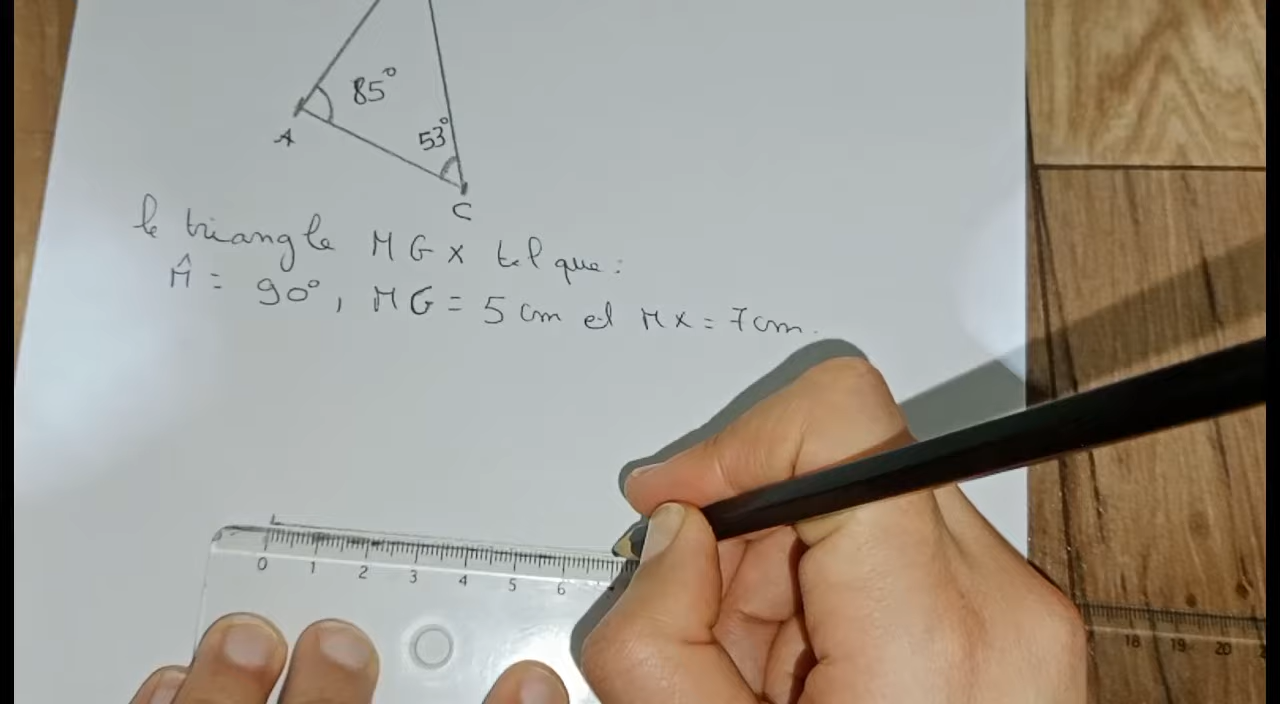 85°
53°
A
C
le triangle MGX tel que:
M̂ = 90°, MG = 5 cm et MX = 7 cm.
0 1 2 3 4 5 6
18 19 20